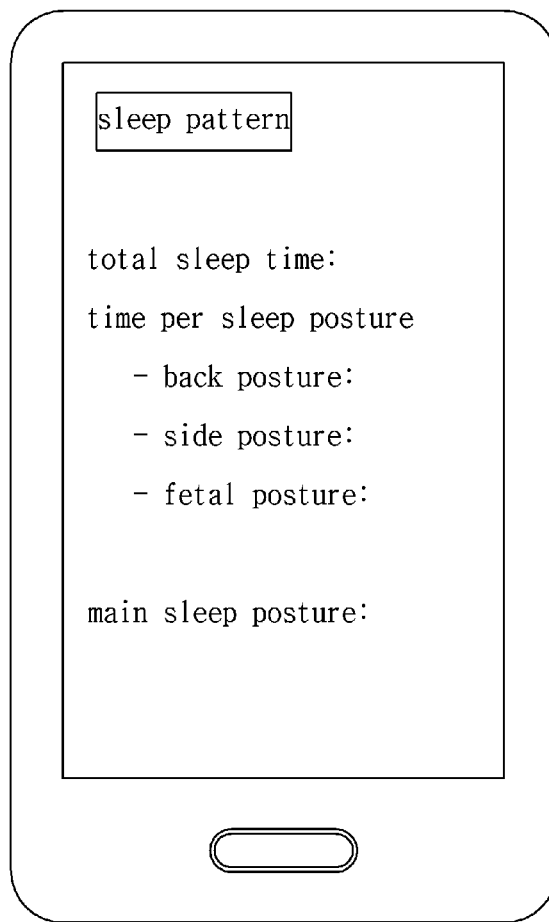 sleep pattern
total sleep time:
time per sleep posture
- back posture:
- side posture:
- fetal posture:
main sleep posture: